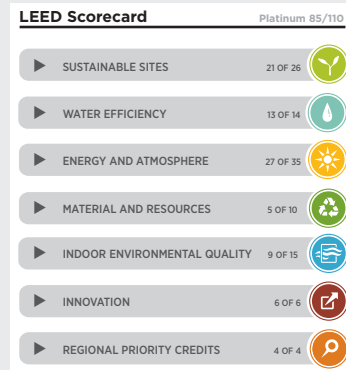 LEED Scorecard Platinum 85/110
SUSTAINABLE SITES 21 OF 26
WATER EFFICIENCY 13 OF 14
ENERGY AND ATMOSPHERE 27 OF 35
MATERIAL AND RESOURCES 5 OF 10
INDOOR ENVIRONMENTAL QUALITY 9 OF 15
INNOVATION 6 OF 6
REGIONAL PRIORITY CREDITS 4 OF 4